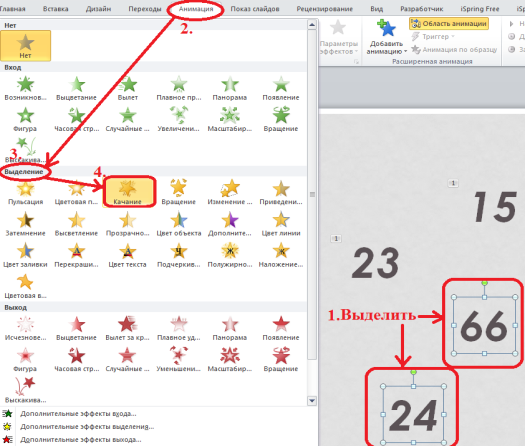 Главная Вставка Дизайн Переходы Анимация Показ слайдов Рецензирование Вид Разработчик iSpring Free
2.
Нет
Нет
Вход
Возникнов... Выцветание Вылет Плавное пр... Панорама Появление
Фигура Часовая стр... Случайные ... Увеличени... Масштабир... Вращение
Выскакива...
3.
Выделение
4.
Пульсация Цветовая п... Качание Вращение Изменение ... Приведени...
Затемнение Высветление Прозрачно... Цвет объекта Дополните... Цвет линии
Цвет заливки Перекраши... Цвет текста Подчеркив... Полужирно... Наложение...
Цветовая в...
Выход
Исчезнове... Выцветание Вылет за кр... Плавное уд... Панорама Появление
Фигура Часовая стр... Случайные ... Уменьшени... Масштабир... Вращение
Выскакива...
Дополнительные эффекты входа...
Дополнительные эффекты выделения...
Дополнительные эффекты выхода...
Параметры эффектов
Добавить анимацию
Область анимации
Триггер
Анимация по образцу
Расширенная анимация
1
15
1
23
1.Выделить
66
24